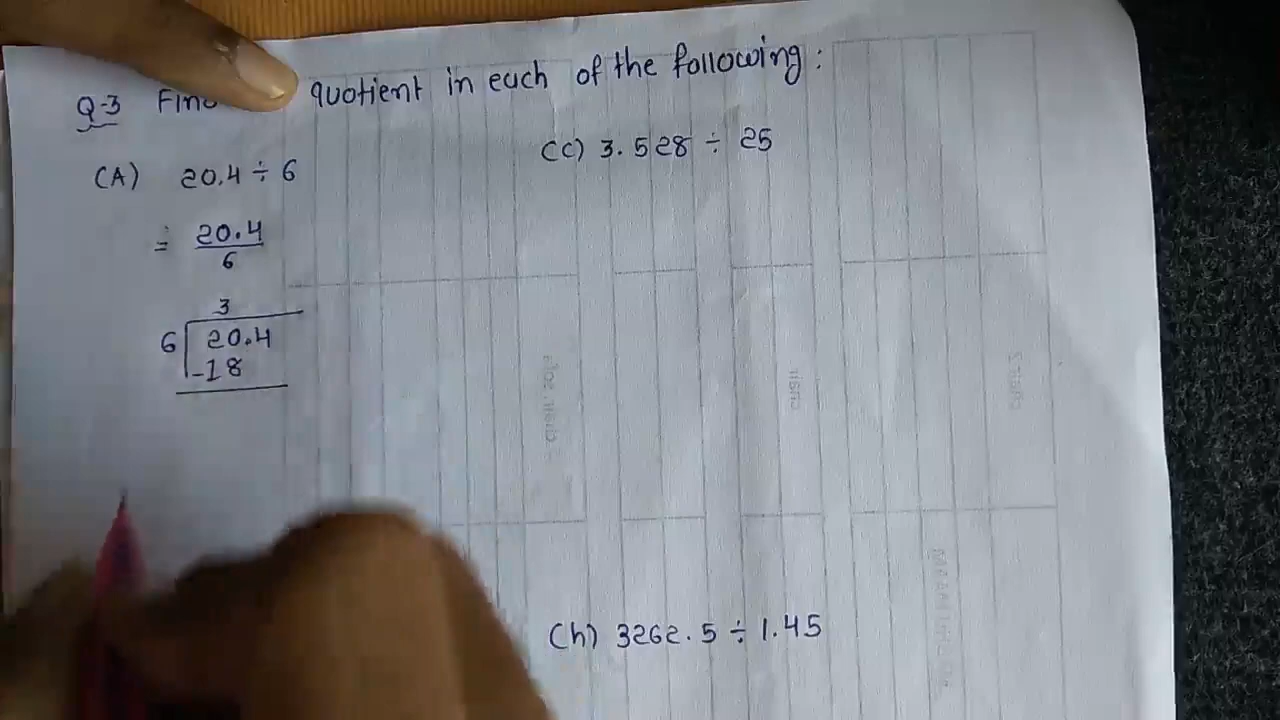 Q-3 Find quotient in each of the following :
(A) 20.4 ÷ 6
= 20.4
6
3
6 20.4
-18
(c) 3.528 ÷ 25
(h) 3262.5 ÷ 1.45